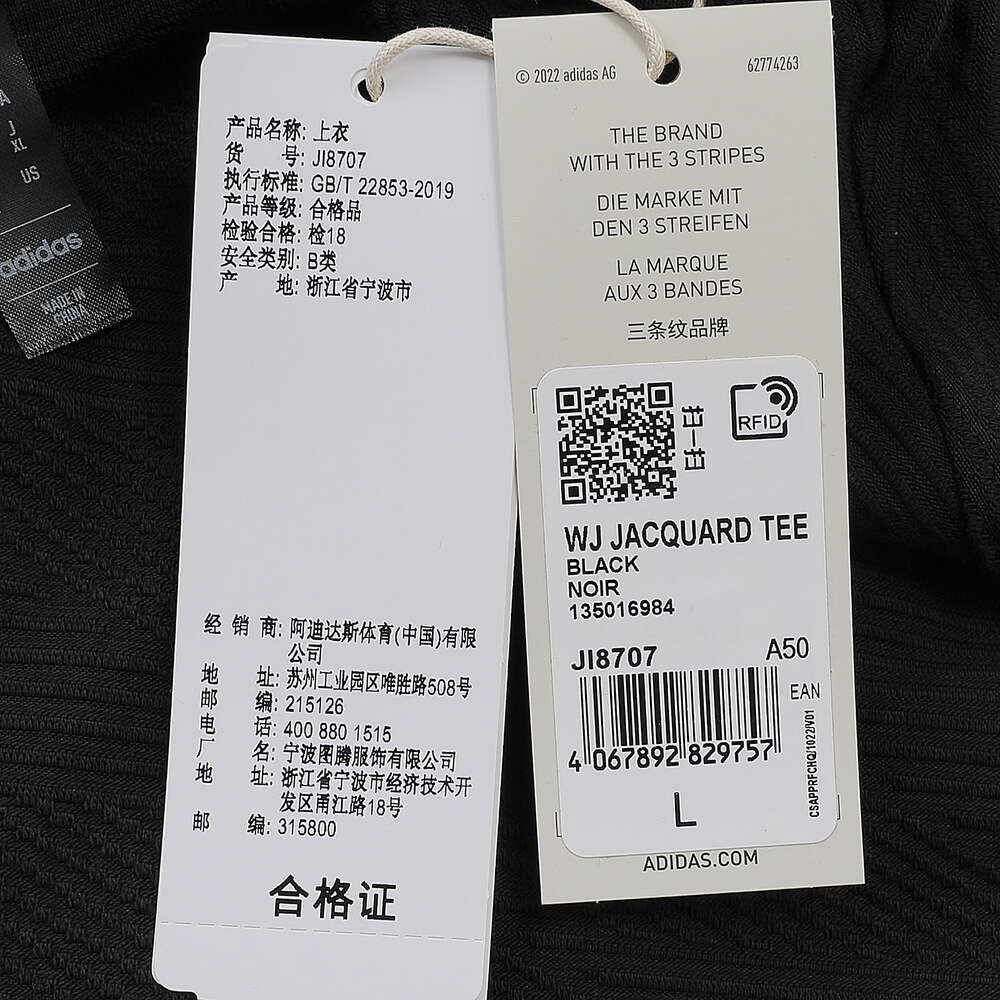 A
J
XL
US
adidas
MADE IN
CHINA
产品名称: 上衣
货 号: JI8707
执行标准: GB/T 22853-2019
产品等级: 合格品
检验合格: 检18
安全类别: B类
产 地: 浙江省宁波市
经 销 商: 阿迪达斯体育(中国)有限
公司
地 址: 苏州工业园区唯胜路508号
邮 编: 215126
电 话: 400 880 1515
厂 名: 宁波图腾服饰有限公司
地 址: 浙江省宁波市经济技术开
发区甬江路18号
邮 编: 315800
合格证
© 2022 adidas AG
62774263
THE BRAND
WITH THE 3 STRIPES
DIE MARKE MIT
DEN 3 STREIFEN
LA MARQUE
AUX 3 BANDES
三条纹品牌
扫一扫
RFID
WJ JACQUARD TEE
BLACK
NOIR
135016984
JI8707 A50
EAN
4 067892 829757
CSAPPRFCHQ/1022/V01
L
ADIDAS.COM